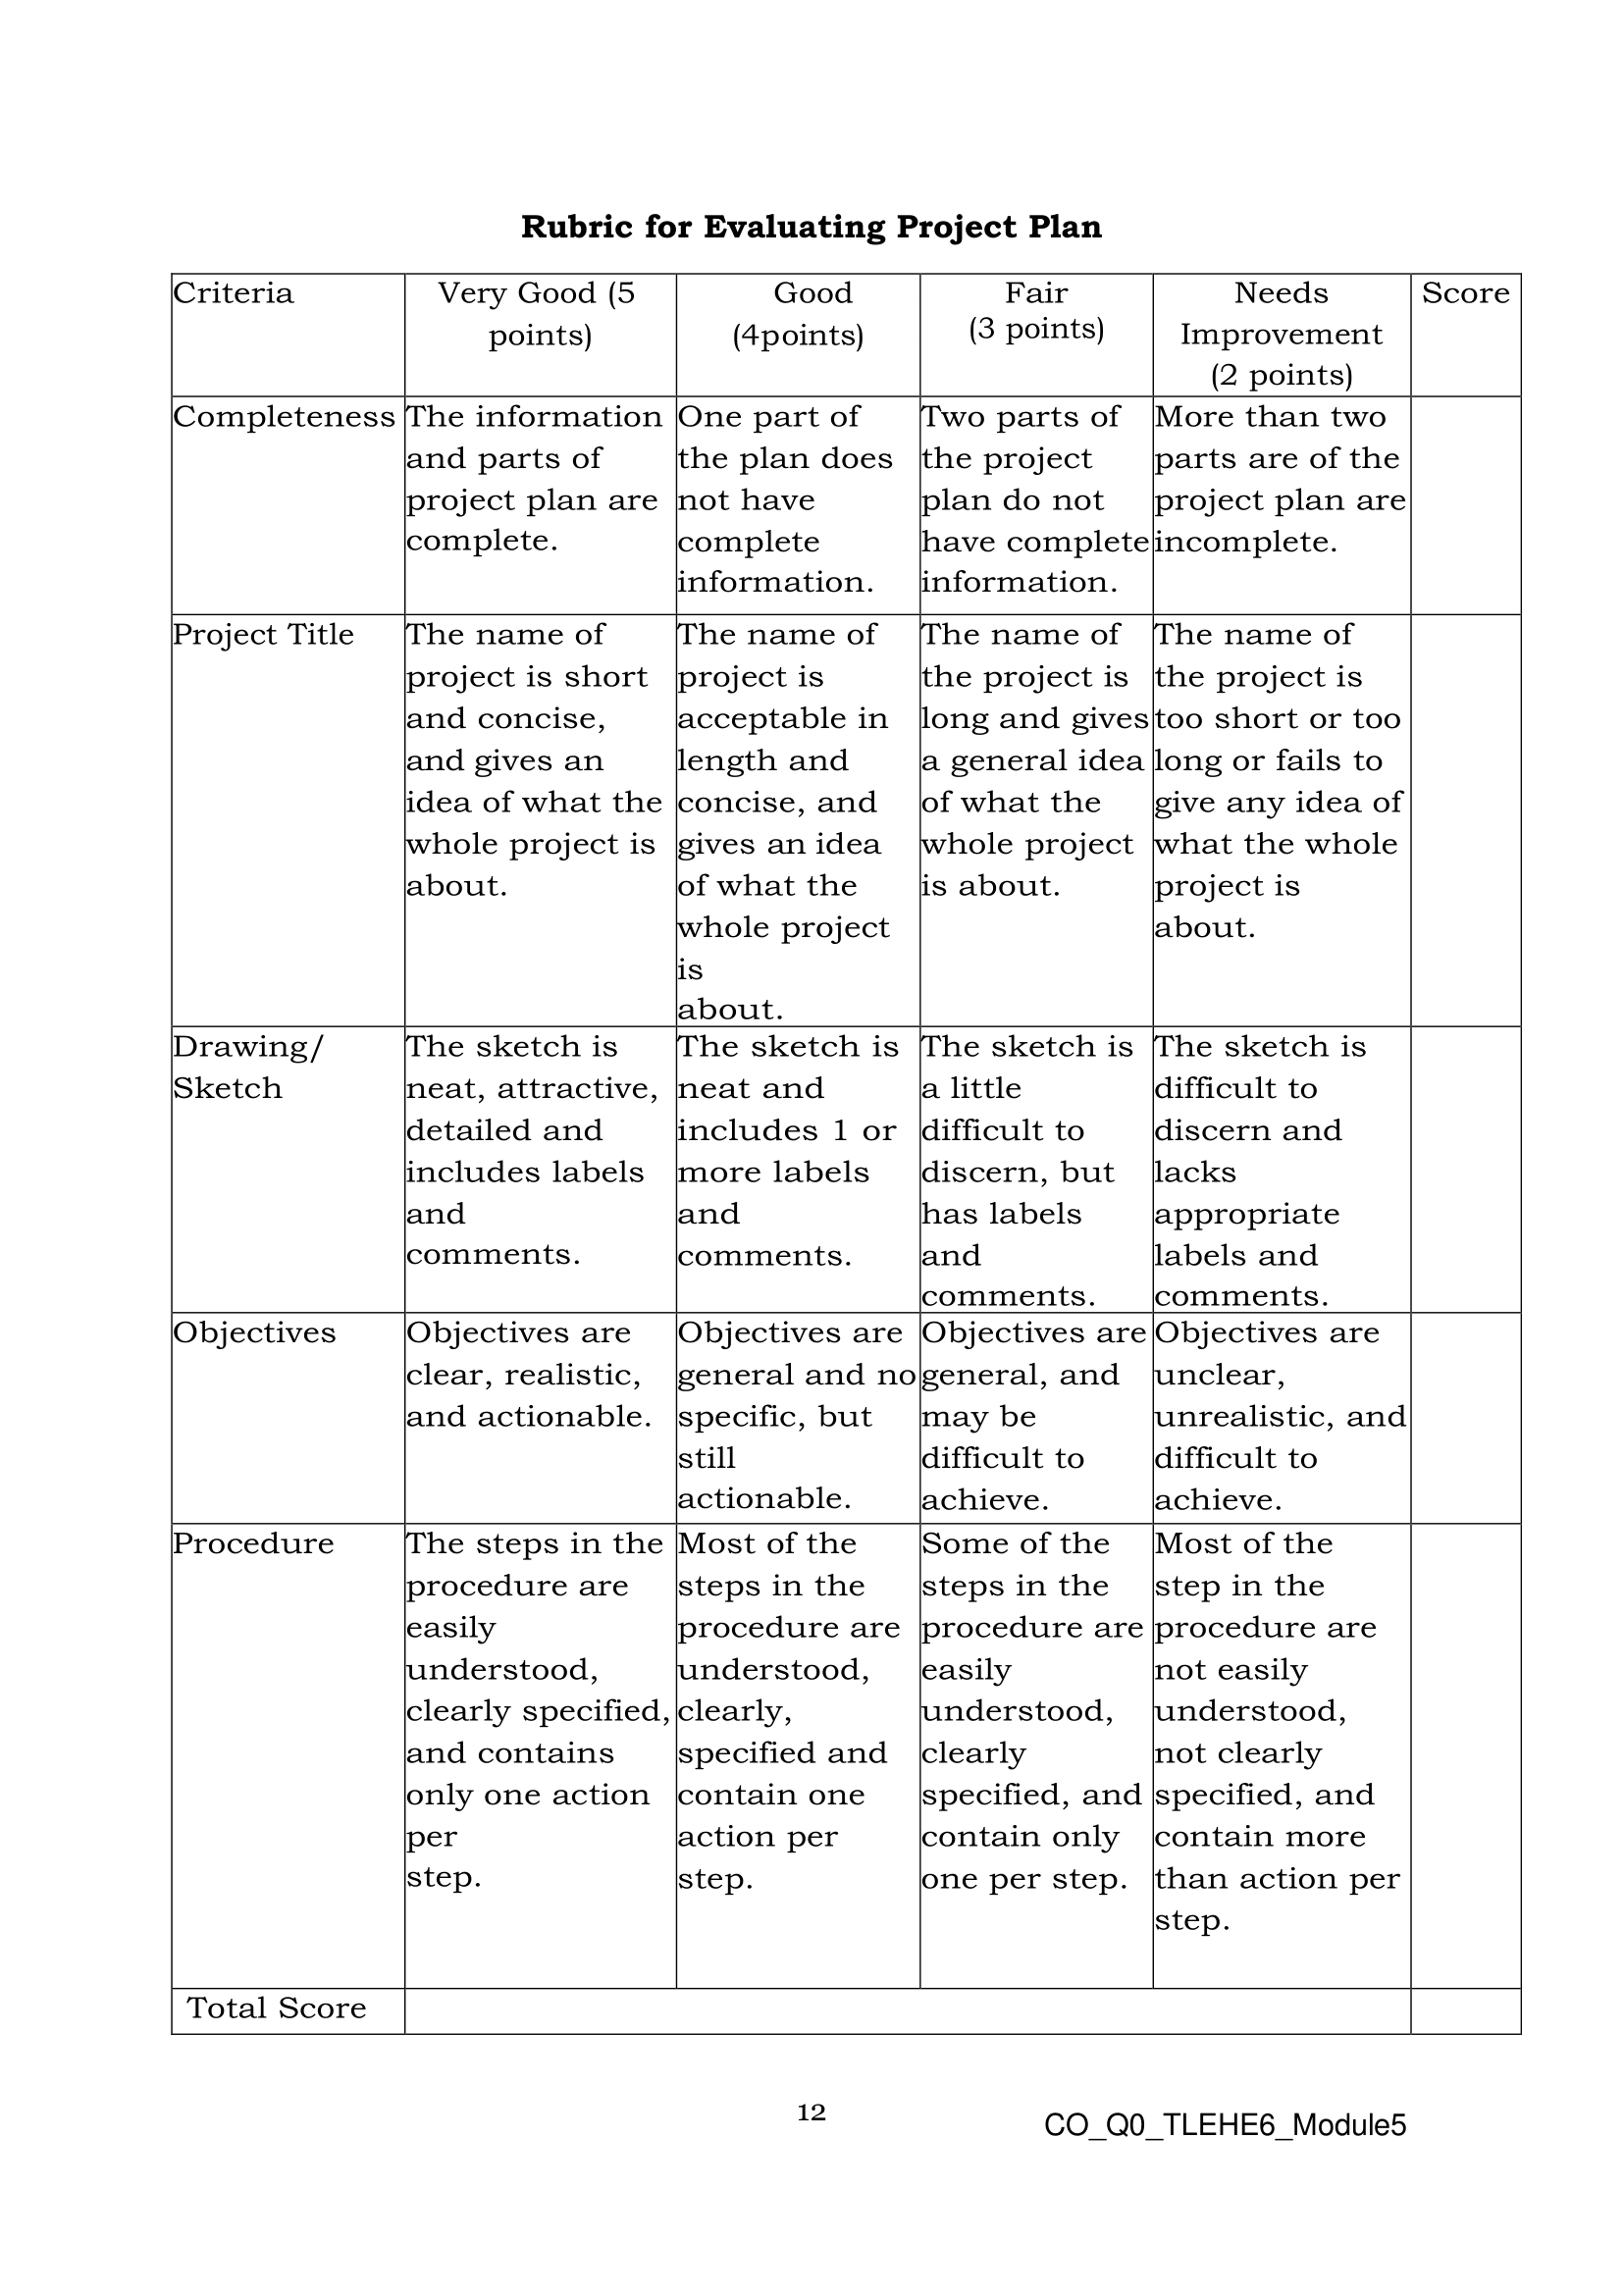 Rubric for Evaluating Project Plan
Criteria
Very Good (5
points)
Good
(4points)
Fair
(3 points)
Needs
Improvement
(2 points)
Score
Completeness
The information
and parts of
project plan are
complete.
One part of
the plan does
not have
complete
information.
Two parts of
the project
plan do not
have complete
information.
More than two
parts are of the
project plan are
incomplete.
Project Title
The name of
project is short
and concise,
and gives an
idea of what the
whole project is
about.
The name of
project is
acceptable in
length and
concise, and
gives an idea
of what the
whole project
is
about.
The name of
the project is
long and gives
a general idea
of what the
whole project
is about.
The name of
the project is
too short or too
long or fails to
give any idea of
what the whole
project is
about.
Drawing/
Sketch
The sketch is
neat, attractive,
detailed and
includes labels
and
comments.
The sketch is
neat and
includes 1 or
more labels
and
comments.
The sketch is
a little
difficult to
discern, but
has labels
and
comments.
The sketch is
difficult to
discern and
lacks
appropriate
labels and
comments.
Objectives
Objectives are
clear, realistic,
and actionable.
Objectives are
general and no
specific, but
still
actionable.
Objectives are
general, and
may be
difficult to
achieve.
Objectives are
unclear,
unrealistic, and
difficult to
achieve.
Procedure
The steps in the
procedure are
easily
understood,
clearly specified,
and contains
only one action
per
step.
Most of the
steps in the
procedure are
understood,
clearly,
specified and
contain one
action per
step.
Some of the
steps in the
procedure are
easily
understood,
clearly
specified, and
contain only
one per step.
Most of the
step in the
procedure are
not easily
understood,
not clearly
specified, and
contain more
than action per
step.
Total Score
12
CO_Q0_TLEHE6_Module5